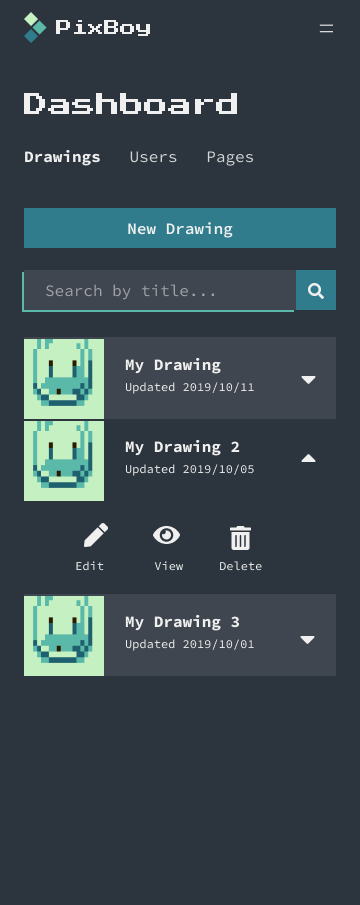 PixBoy
Dashboard
Drawings Users Pages
New Drawing
Search by title...
My Drawing
Updated 2019/10/11
My Drawing 2
Updated 2019/10/05
Edit View Delete
My Drawing 3
Updated 2019/10/01